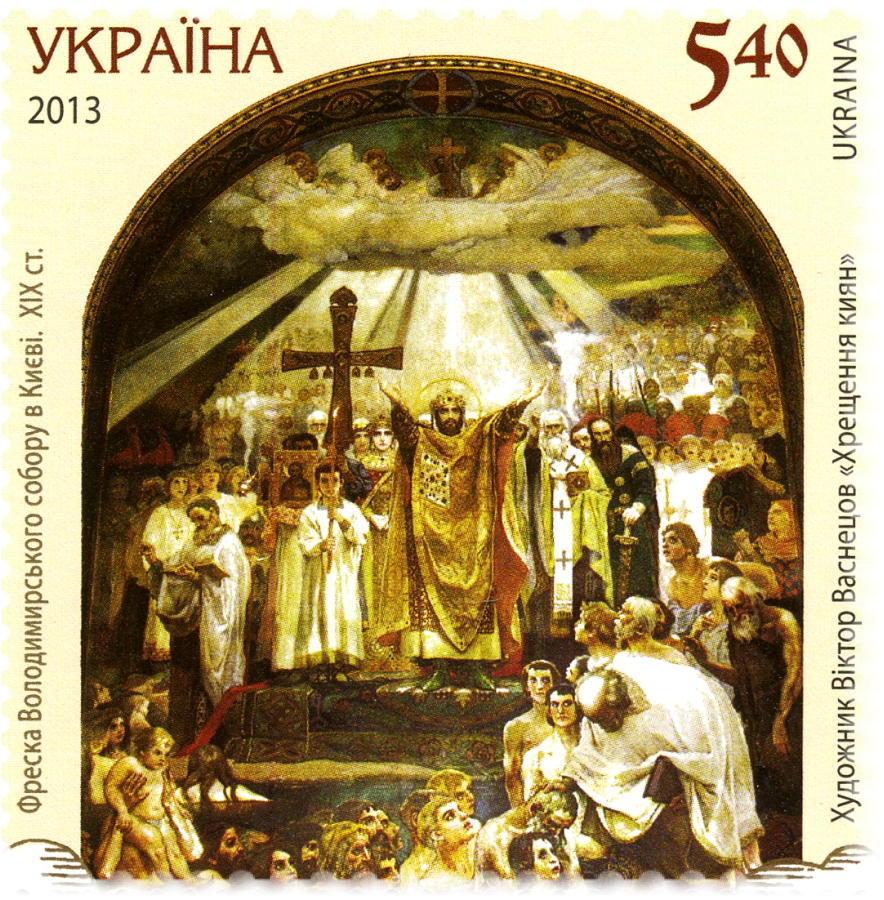 УКРАЇНА
2013
5.40
UKRAINA
Фреска Володимирського собору в Києві. XIX ст.
Художник Віктор Васнецов «Хрещення киян»